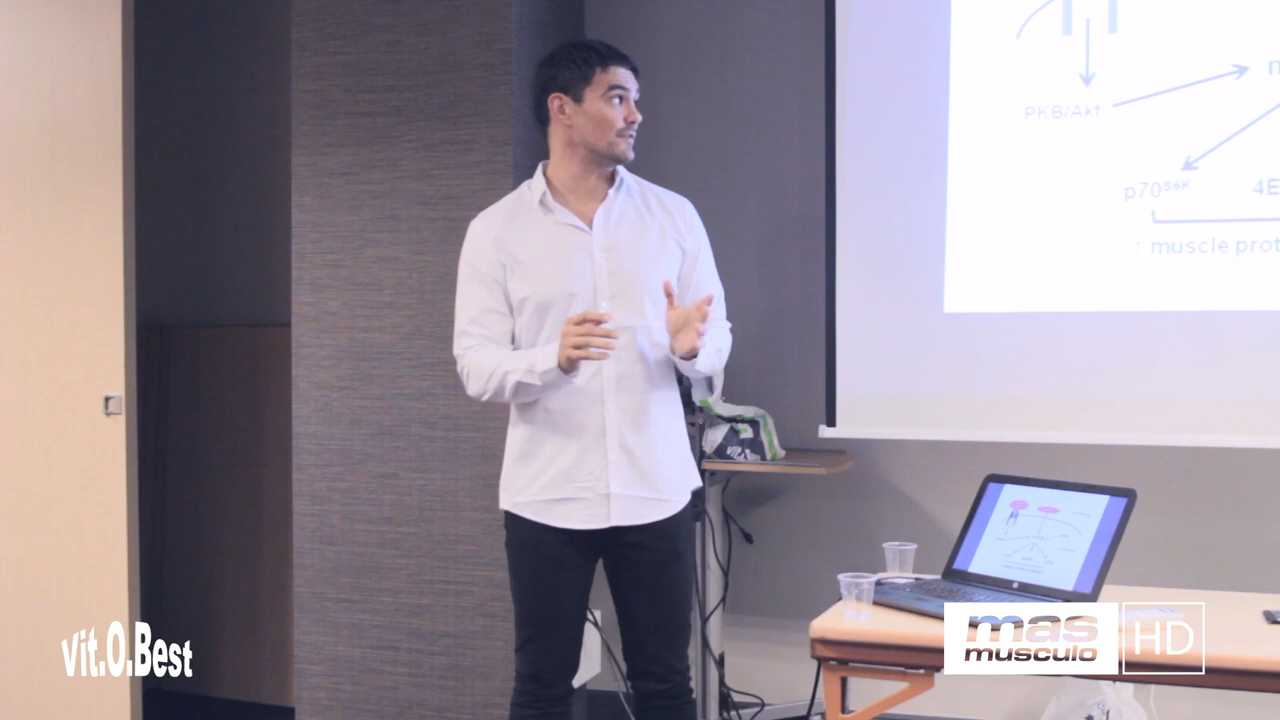 PKB/Akt
p70S6K
4E
muscle prot
Vit.O.Best
mas
musculo
HD